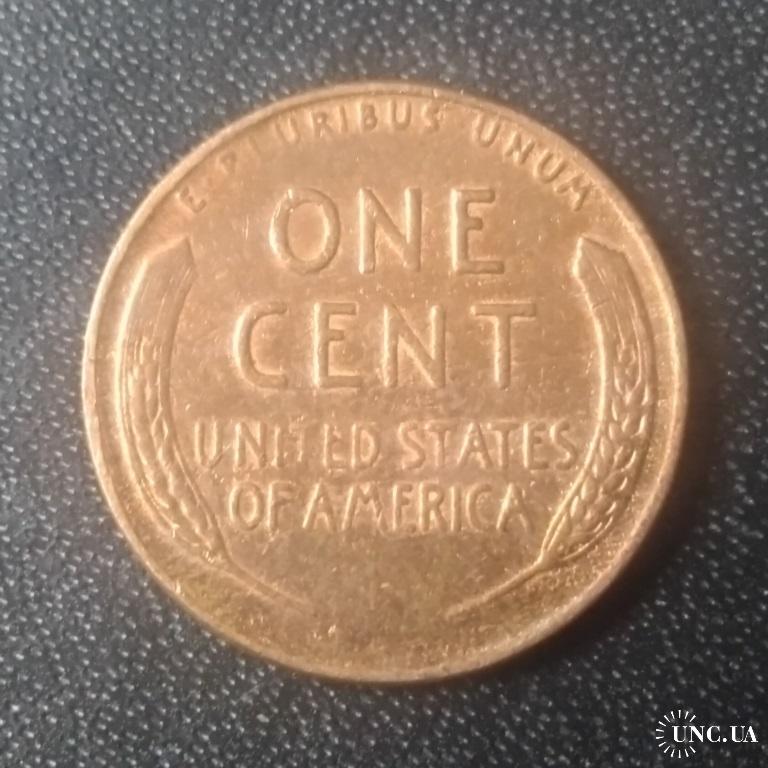 E·PLURIBUS UNUM
ONE
CENT
UNITED STATES
OF AMERICA
UNC.UA